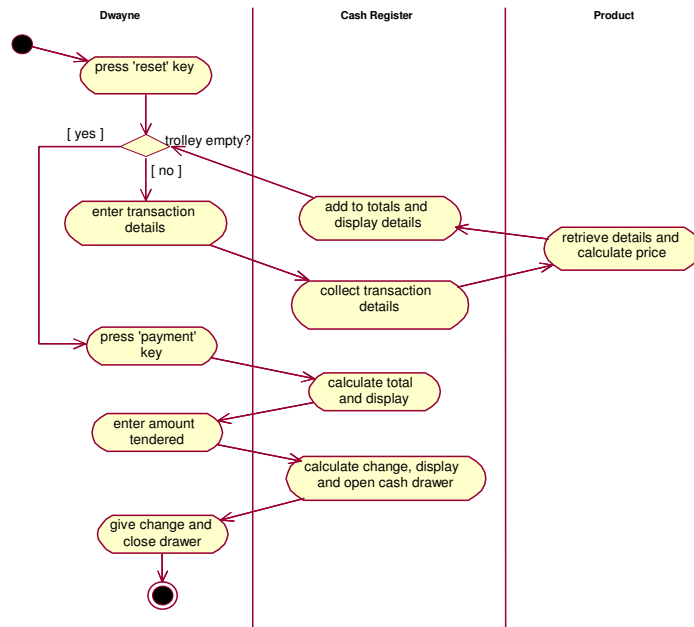 Dwayne
Cash Register
Product
press 'reset' key
[ yes ]
trolley empty?
[ no ]
enter transaction
details
add to totals and
display details
retrieve details and
calculate price
collect transaction
details
press 'payment'
key
calculate total
and display
enter amount
tendered
calculate change, display
and open cash drawer
give change and
close drawer